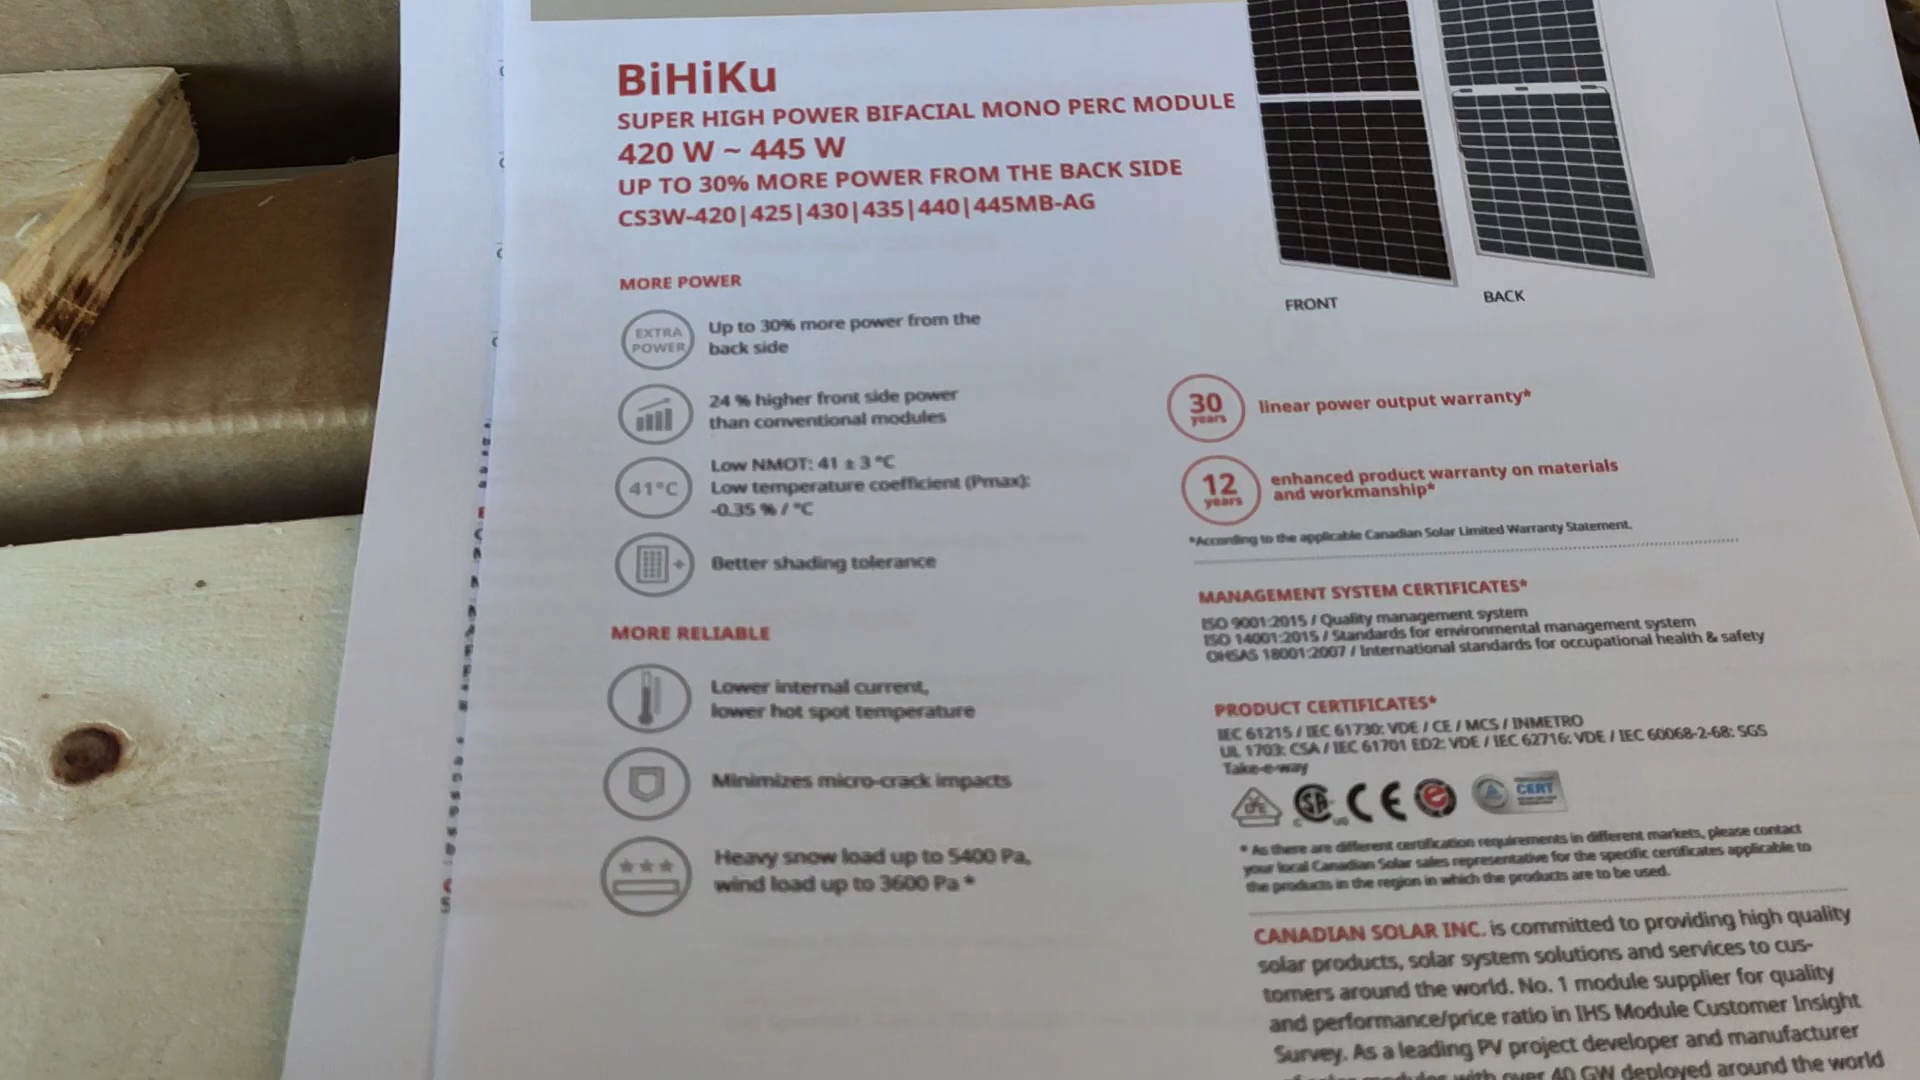 BiHiKu
SUPER HIGH POWER BIFACIAL MONO PERC MODULE
420 W ~ 445 W
UP TO 30% MORE POWER FROM THE BACK SIDE
CS3W-420|425|430|435|440|445MB-AG
FRONT
BACK
MORE POWER
EXTRA
POWER
Up to 30% more power from the
back side
24 % higher front side power
than conventional modules
41°C
Low NMOT: 41 ± 3 °C
Low temperature coefficient (Pmax):
-0.35 % / °C
Better shading tolerance
MORE RELIABLE
Lower internal current,
lower hot spot temperature
Minimizes micro-crack impacts
Heavy snow load up to 5400 Pa,
wind load up to 3600 Pa *
30
years
linear power output warranty*
12
years
enhanced product warranty on materials
and workmanship*
*According to the applicable Canadian Solar Limited Warranty Statement.
MANAGEMENT SYSTEM CERTIFICATES*
ISO 9001:2015 / Quality management system
ISO 14001:2015 / Standards for environmental management system
OHSAS 18001:2007 / International standards for occupational health & safety
PRODUCT CERTIFICATES*
IEC 61215 / IEC 61730: VDE / CE / MCS / INMETRO
UL 1703: CSA / IEC 61701 ED2: VDE / IEC 62716: VDE / IEC 60068-2-68: SGS
Take-e-way
CE
CERT
* As there are different certification requirements in different markets, please contact
your local Canadian Solar sales representative for the specific certificates applicable to
the products in the region in which the products are to be used.
CANADIAN SOLAR INC. is committed to providing high quality
solar products, solar system solutions and services to cus-
tomers around the world. No. 1 module supplier for quality
and performance/price ratio in IHS Module Customer Insight
Survey. As a leading PV project developer and manufacturer
of solar modules with over 40 GW deployed around the world